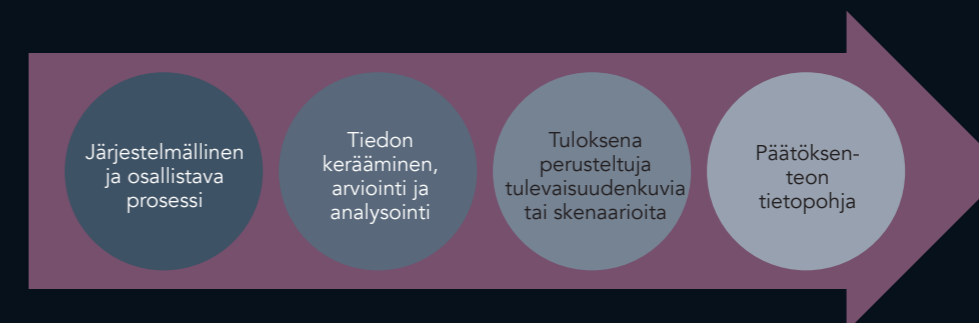 Järjestelmällinen
ja osallistava
prosessi
Tiedon
kerääminen,
arviointi ja
analysointi
Tuloksena
perusteltuja
tulevaisuudenkuvia
tai skenaarioita
Päätöksen-
teon
tietopohja